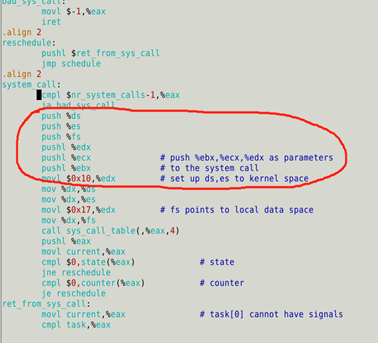 bad_sys_call:
movl $-1,%eax
iret
.align 2
reschedule:
pushl $ret_from_sys_call
jmp schedule
.align 2
system_call:
cmpl $nr_system_calls-1,%eax
ja bad_sys_call
push %ds
push %es
push %fs
pushl %edx
pushl %ecx # push %ebx,%ecx,%edx as parameters
pushl %ebx # to the system call
movl $0x10,%edx # set up ds,es to kernel space
mov %dx,%ds
mov %dx,%es
movl $0x17,%edx # fs points to local data space
mov %dx,%fs
call sys_call_table(,%eax,4)
pushl %eax
movl current,%eax
cmpl $0,state(%eax) # state
jne reschedule
cmpl $0,counter(%eax) # counter
je reschedule
ret_from_sys_call:
movl current,%eax # task[0] cannot have signals
cmpl task,%eax